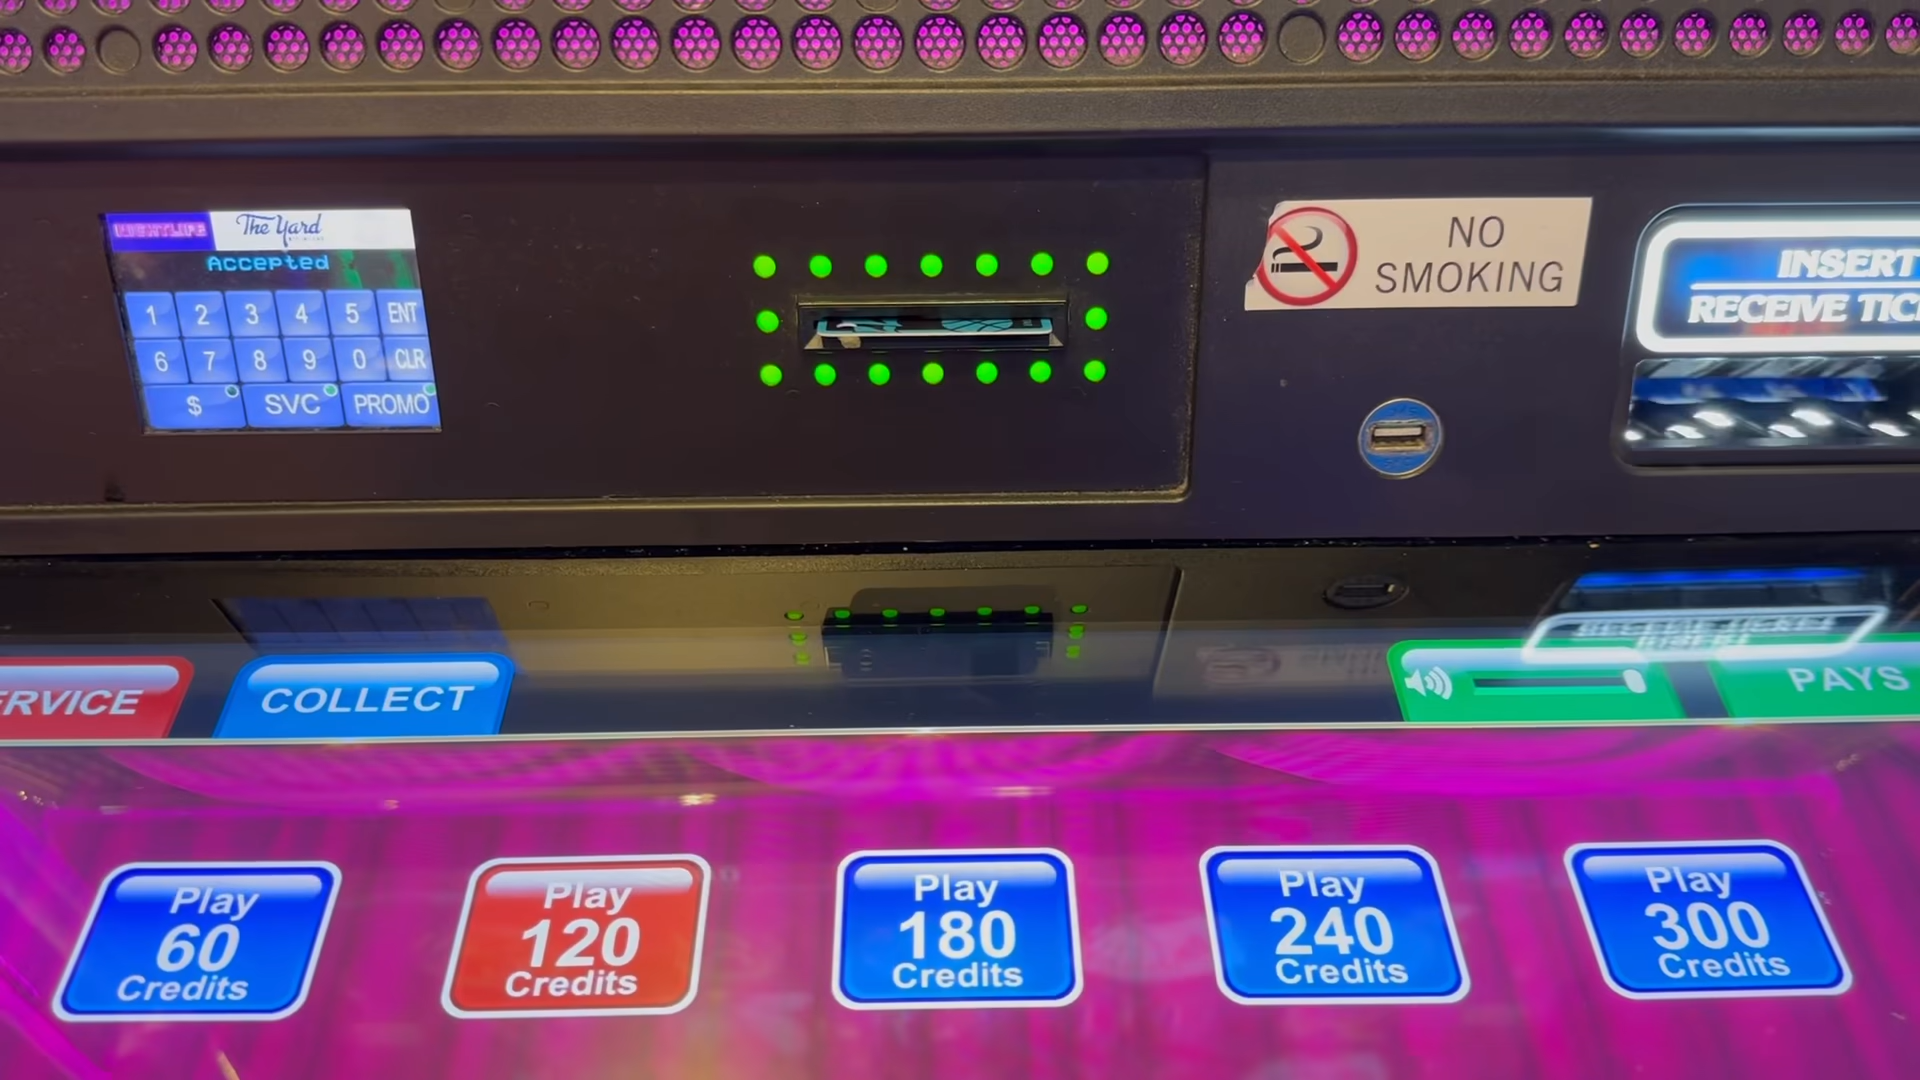 NIGHTLIFE
The Yard
Accepted
1 2 3 4 5 ENT
6 7 8 9 0 CLR
$ SVC PROMO
NO
SMOKING
INSERT
RECEIVE TIC
RVICE
COLLECT
PAYS
Play
60
Credits
Play
120
Credits
Play
180
Credits
Play
240
Credits
Play
300
Credits